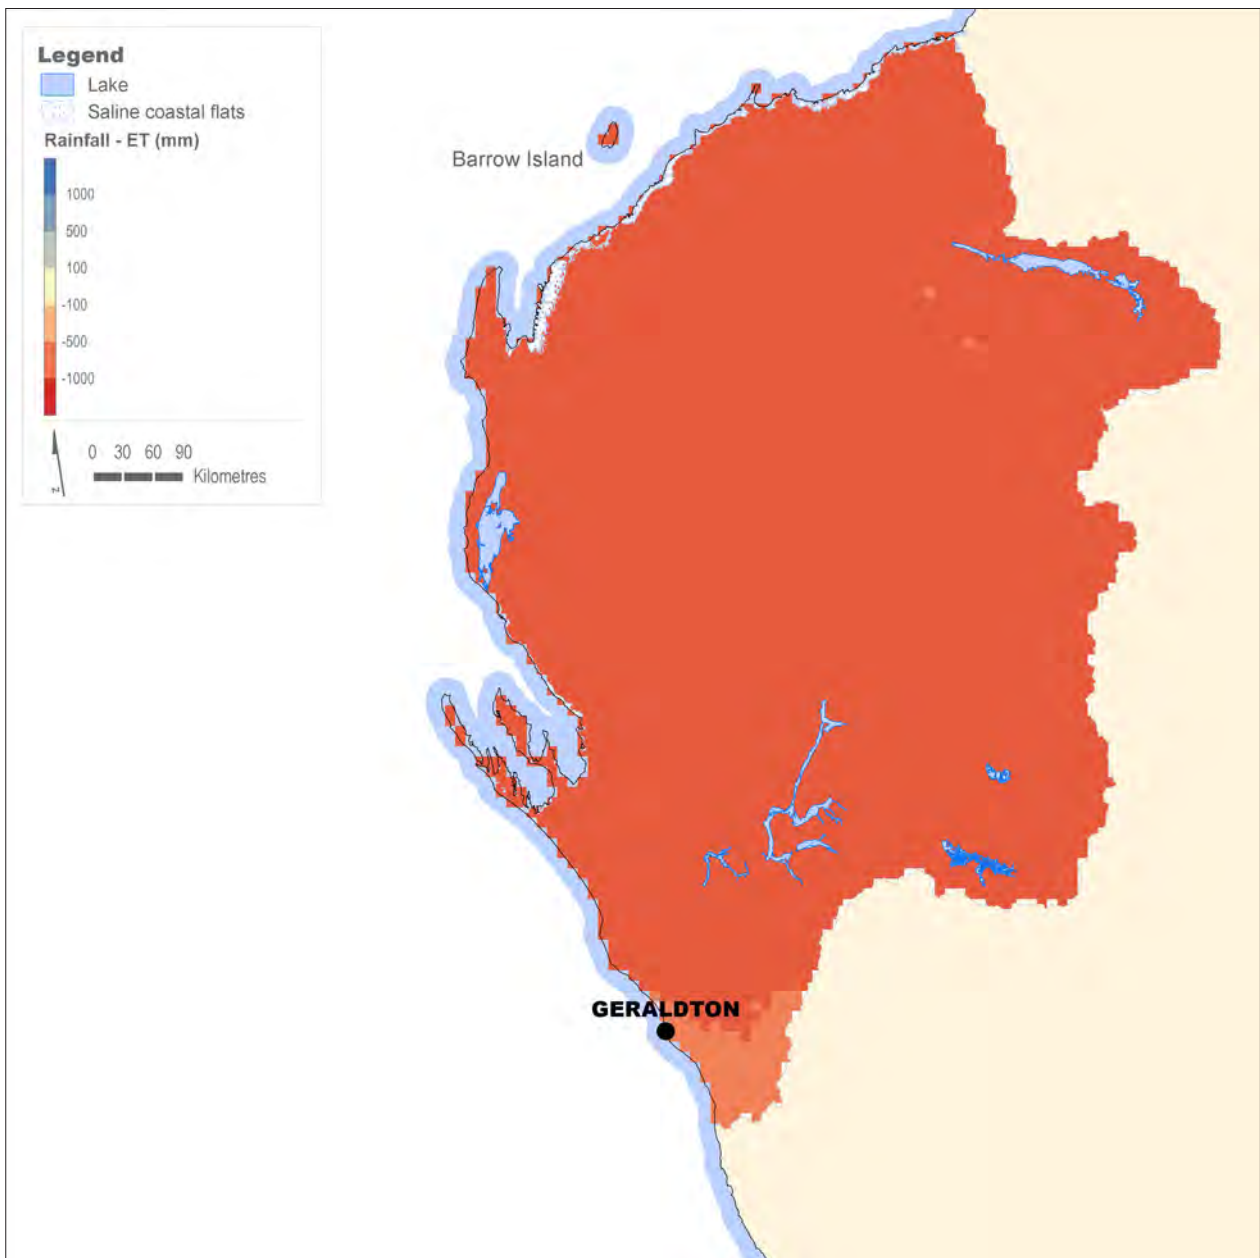 Legend
Lake
Saline coastal flats
Rainfall - ET (mm)
1000
500
100
-100
-500
-1000
0 30 60 90
Kilometres
z
Barrow Island
GERALDTON